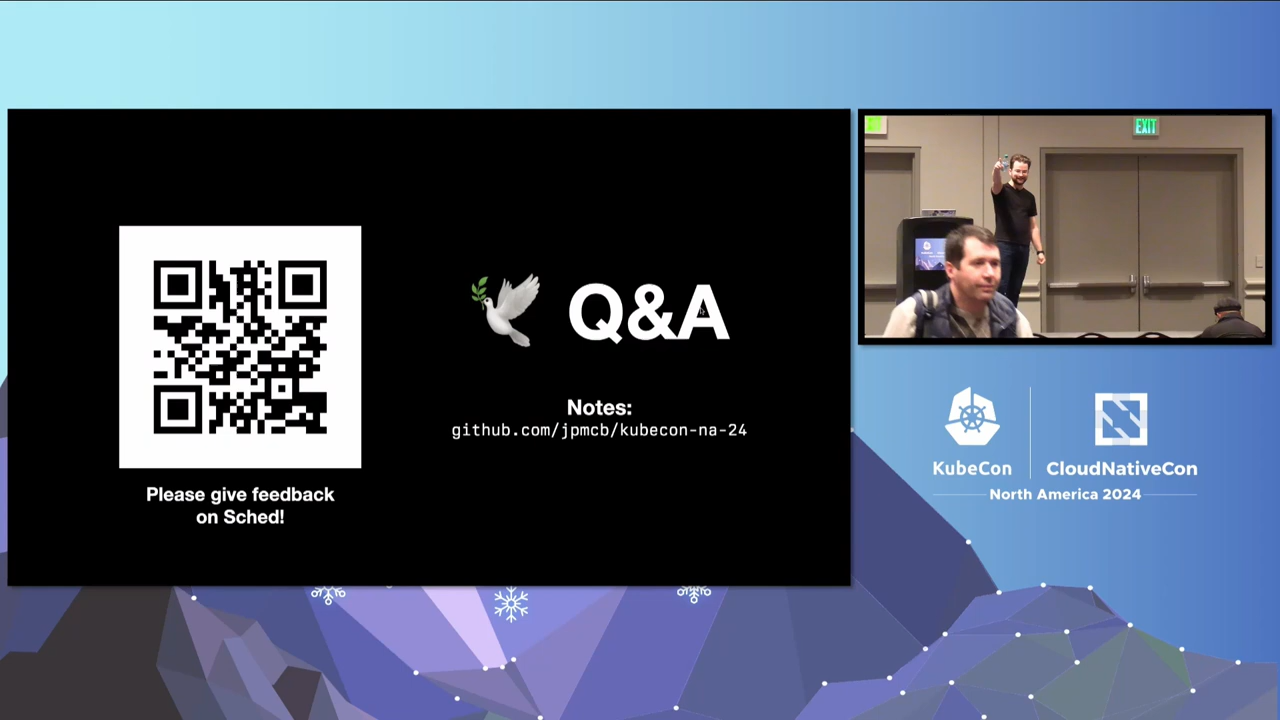 Q&A
Notes:
github.com/jpmcb/kubecon-na-24
Please give feedback
on Sched!
EXIT
KubeCon
CloudNativeCon
North America 2024